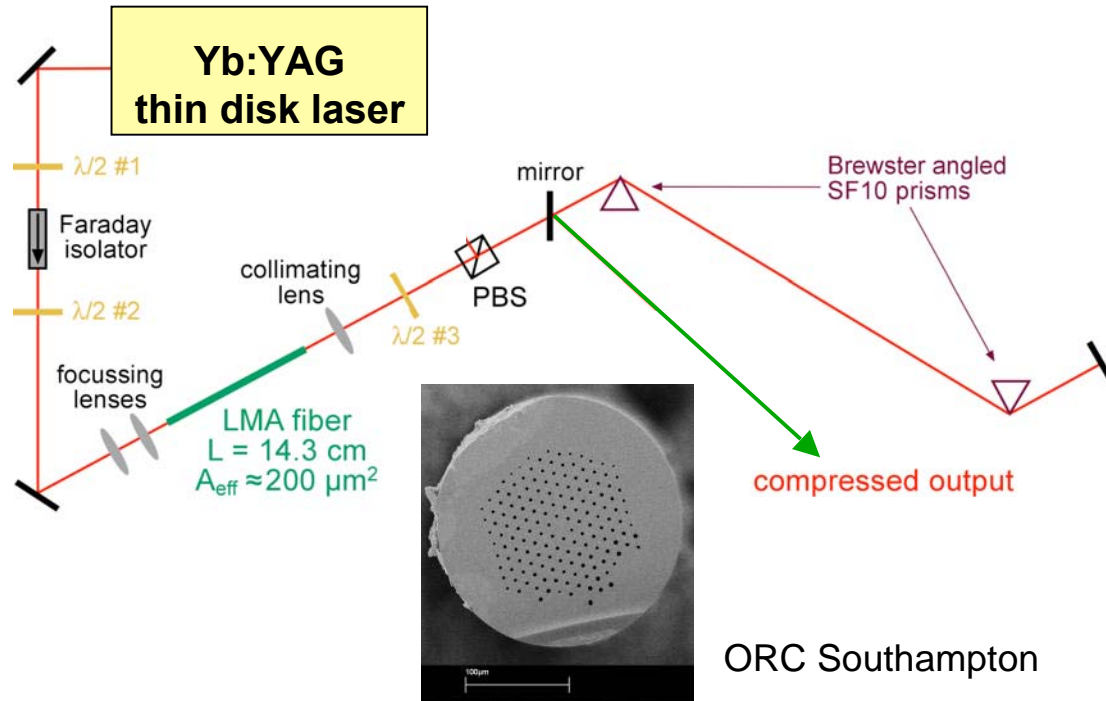 Yb:YAG
thin disk laser
λ/2 #1
Faraday
isolator
λ/2 #2
focussing
lenses
LMA fiber
L = 14.3 cm
A_eff ≈200 µm²
collimating
lens
λ/2 #3
PBS
mirror
Brewster angled
SF10 prisms
compressed output
100µm
ORC Southampton